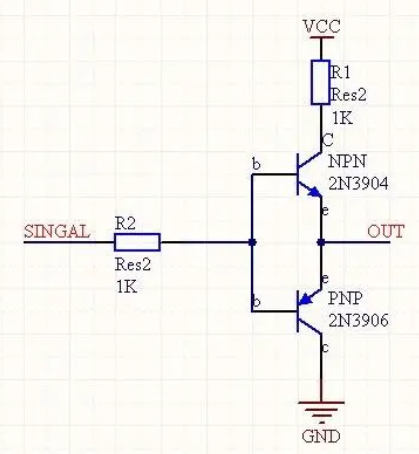 VCC
R1
Res2
1K
C
b
NPN
2N3904
e
SINGAL
R2
Res2
1K
OUT
e
b
PNP
2N3906
c
GND